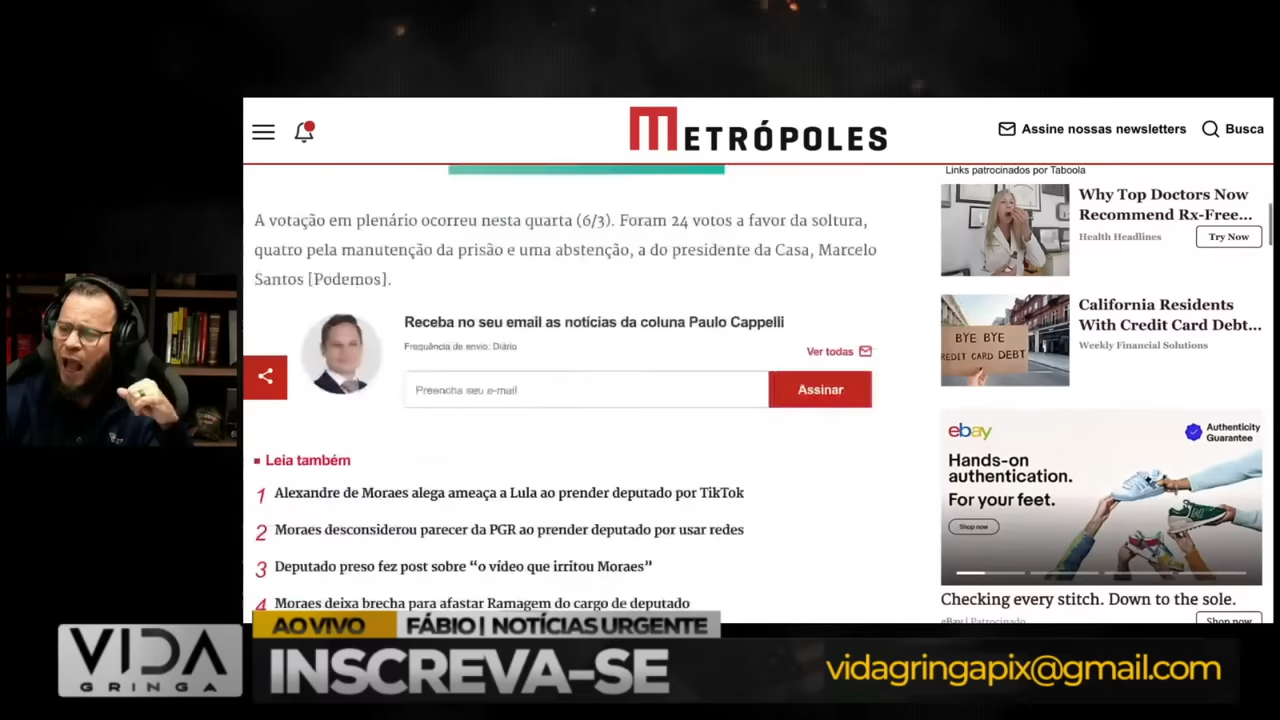 METRÓPOLES
Assine nossas newsletters
Busca
A votação em plenário ocorreu nesta quarta (6/3). Foram 24 votos a favor da soltura,
quatro pela manutenção da prisão e uma abstenção, a do presidente da Casa, Marcelo
Santos [Podemos].
Receba no seu email as notícias da coluna Paulo Cappelli
Frequência de envio: Diário
Ver todas
Preencha seu e-mail
Assinar
Leia também
1 Alexandre de Moraes alega ameaça a Lula ao prender deputado por TikTok
2 Moraes desconsiderou parecer da PGR ao prender deputado por usar redes
3 Deputado preso fez post sobre “o vídeo que irritou Moraes”
4 Moraes deixa brecha para afastar Ramagem do cargo de deputado
Links patrocinados por Taboola
Why Top Doctors Now
Recommend Rx-Free...
Health Headlines
Try Now
BYE BYE
CREDIT CARD DEBT
California Residents
With Credit Card Debt...
Weekly Financial Solutions
ebay
Authenticity
Guarantee
Hands-on
authentication.
For your feet.
Shop now
Checking every stitch. Down to the sole.
eBay | Patrocinado
Shop now
AO VIVO
FÁBIO | NOTÍCIAS URGENTE
VIDA
GRINGA
INSCREVA-SE
vidagringapix@gmail.com